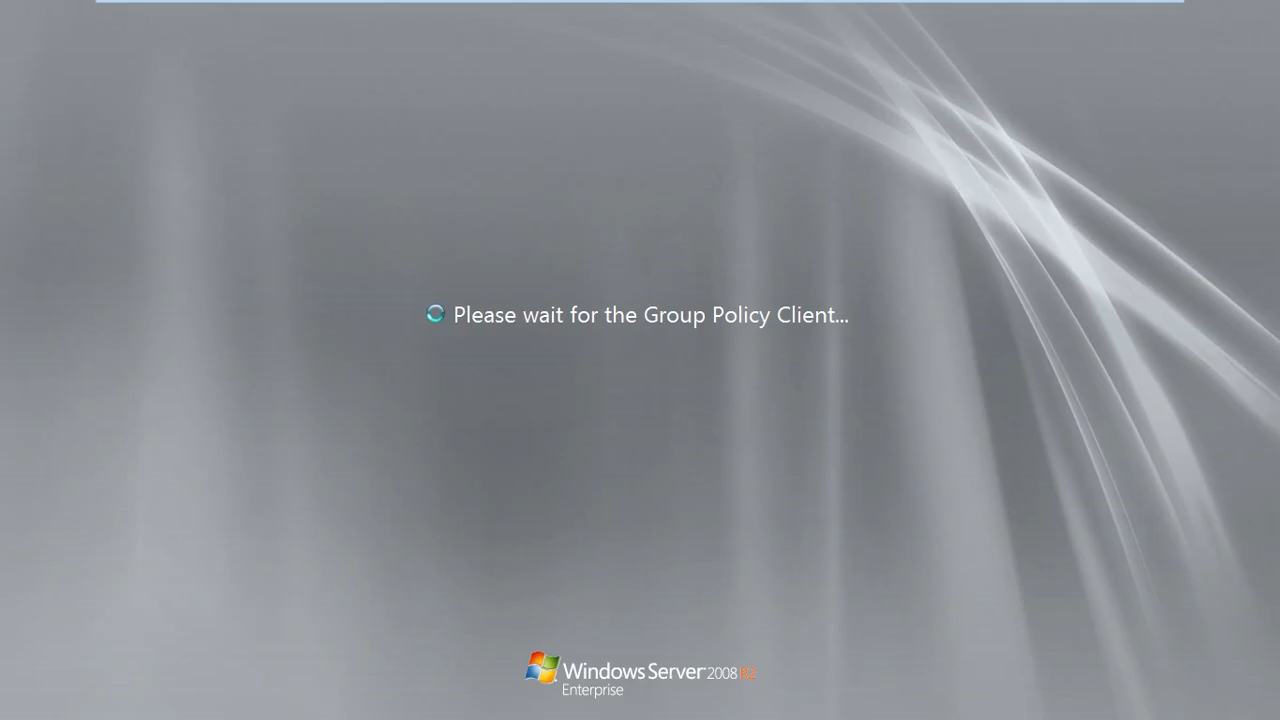 Please wait for the Group Policy Client...
Windows Server 2008 R2
Enterprise